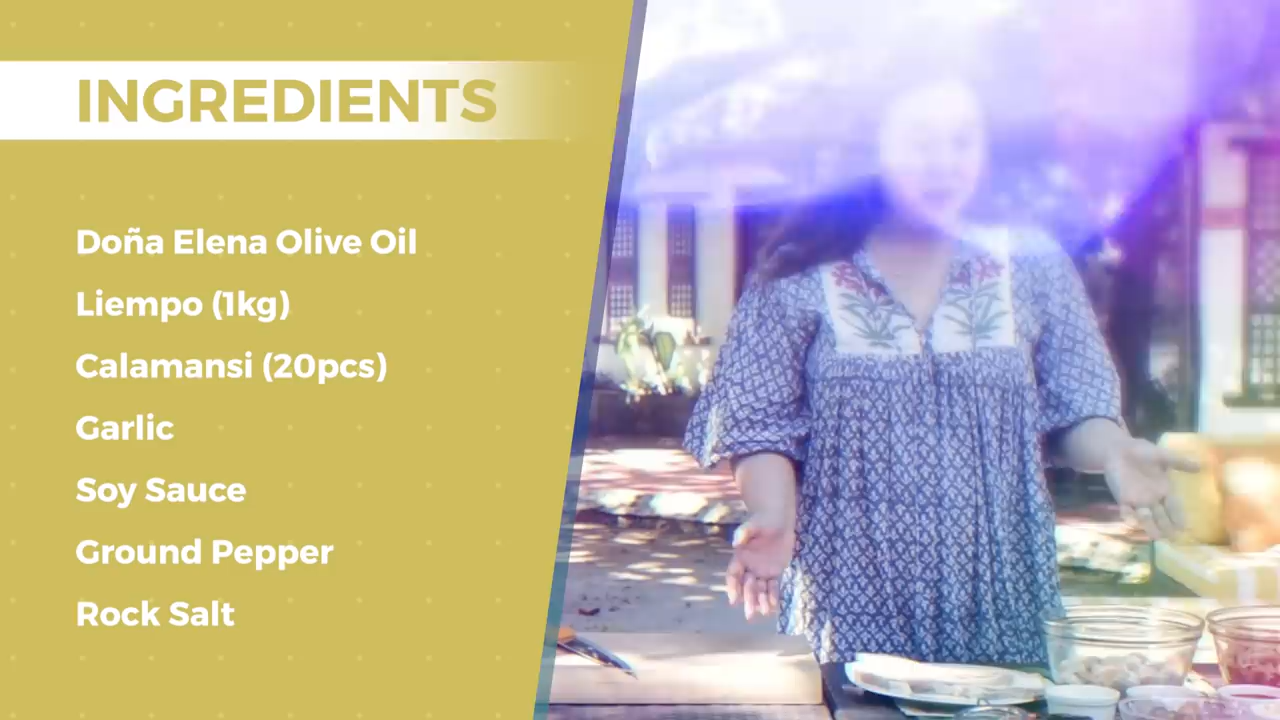 INGREDIENTS
Doña Elena Olive Oil
Liempo (1kg)
Calamansi (20pcs)
Garlic
Soy Sauce
Ground Pepper
Rock Salt